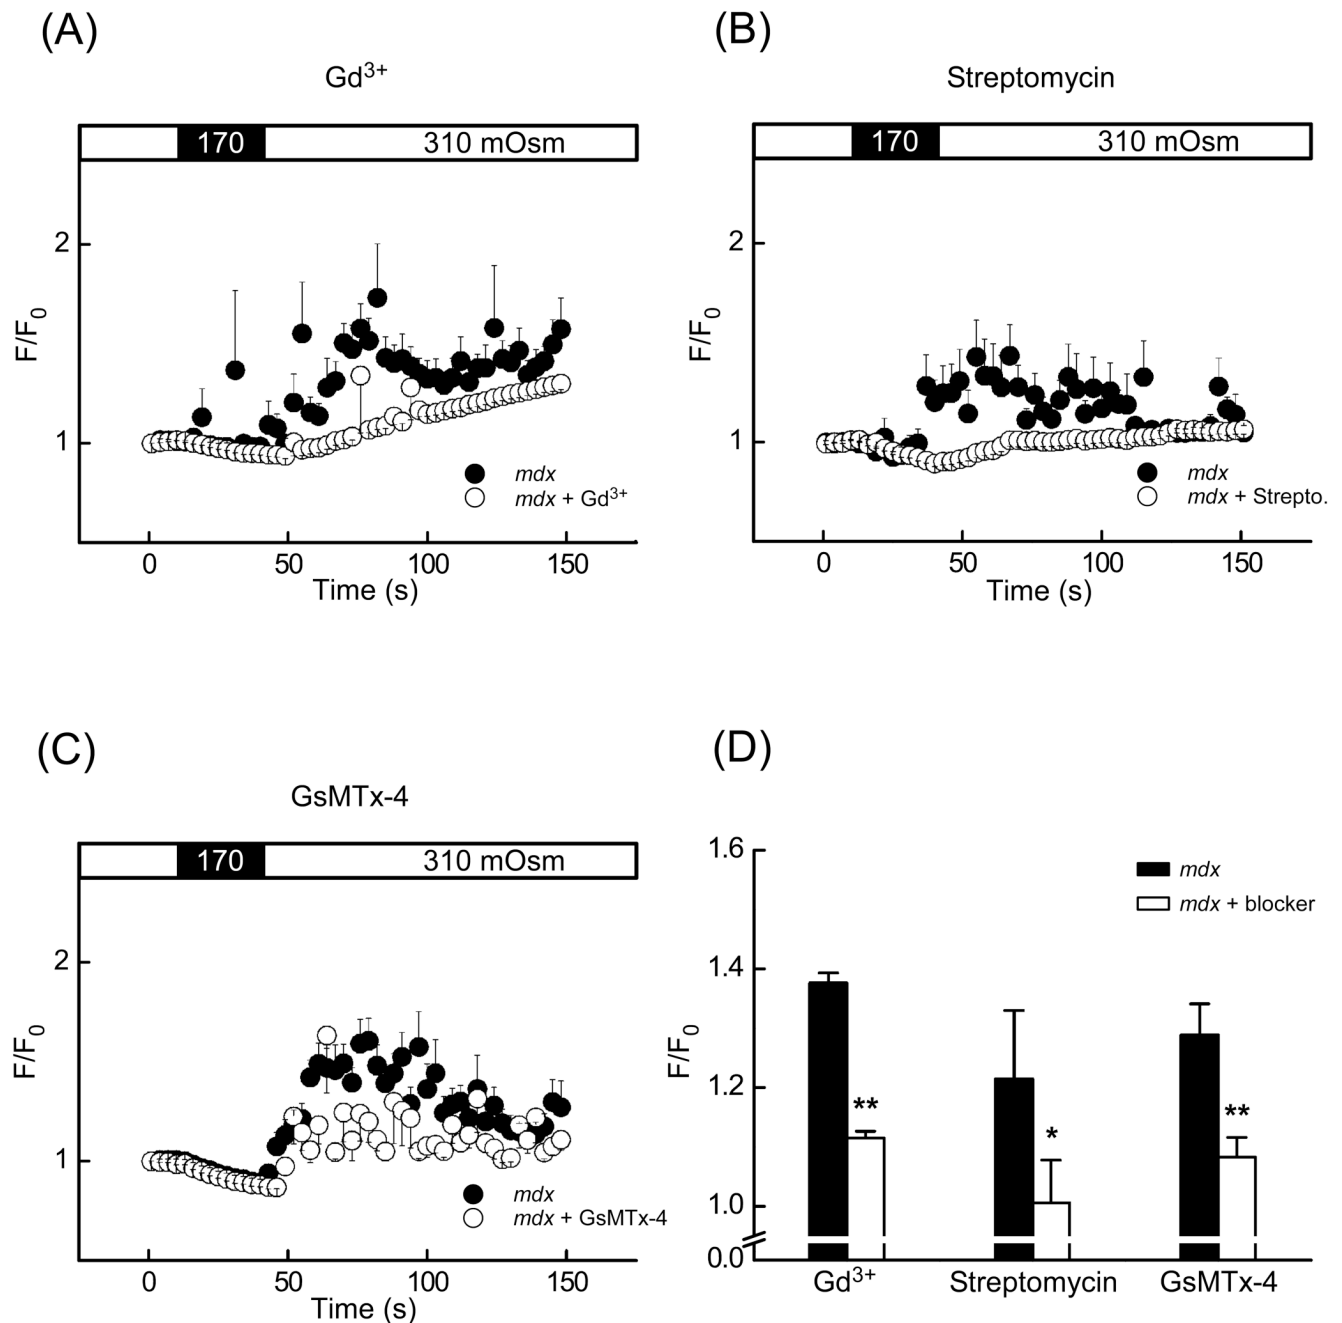 (A)
Gd³⁺
170 310 mOsm
2
1
F/F₀
mdx
mdx + Gd³⁺
0 50 100 150
Time (s)
(B)
Streptomycin
170 310 mOsm
2
1
F/F₀
mdx
mdx + Strepto.
0 50 100 150
Time (s)
(C)
GsMTx-4
170 310 mOsm
2
1
F/F₀
mdx
mdx + GsMTx-4
0 50 100 150
Time (s)
(D)
1.6
1.4
1.2
1.0
0.0
F/F₀
mdx
mdx + blocker
**
*
**
Gd³⁺ Streptomycin GsMTx-4